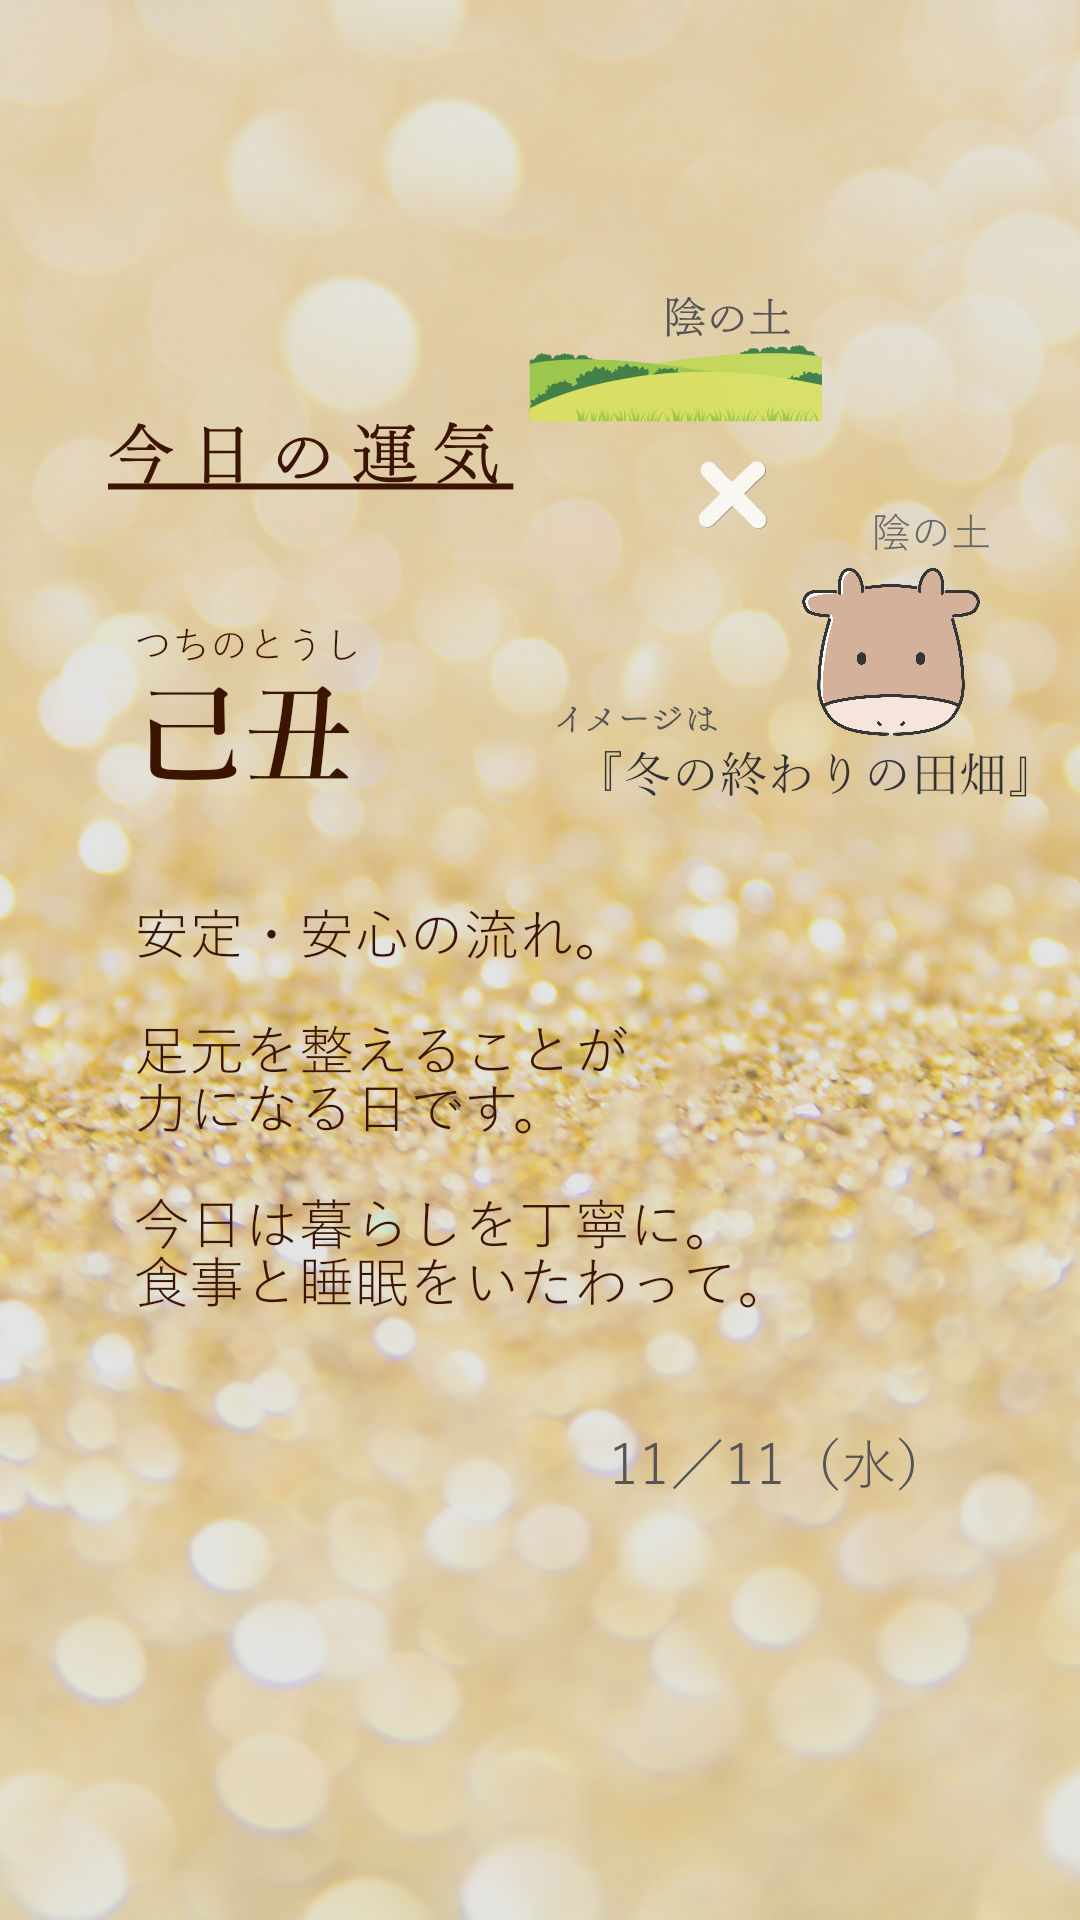 陰の土
今日の運気
陰の土
つちのとうし
己丑
イメージは
『冬の終わりの田畑』
安定・安心の流れ。
足元を整えることが
力になる日です。
今日は暮らしを丁寧に。
食事と睡眠をいたわって。
11／11（水）